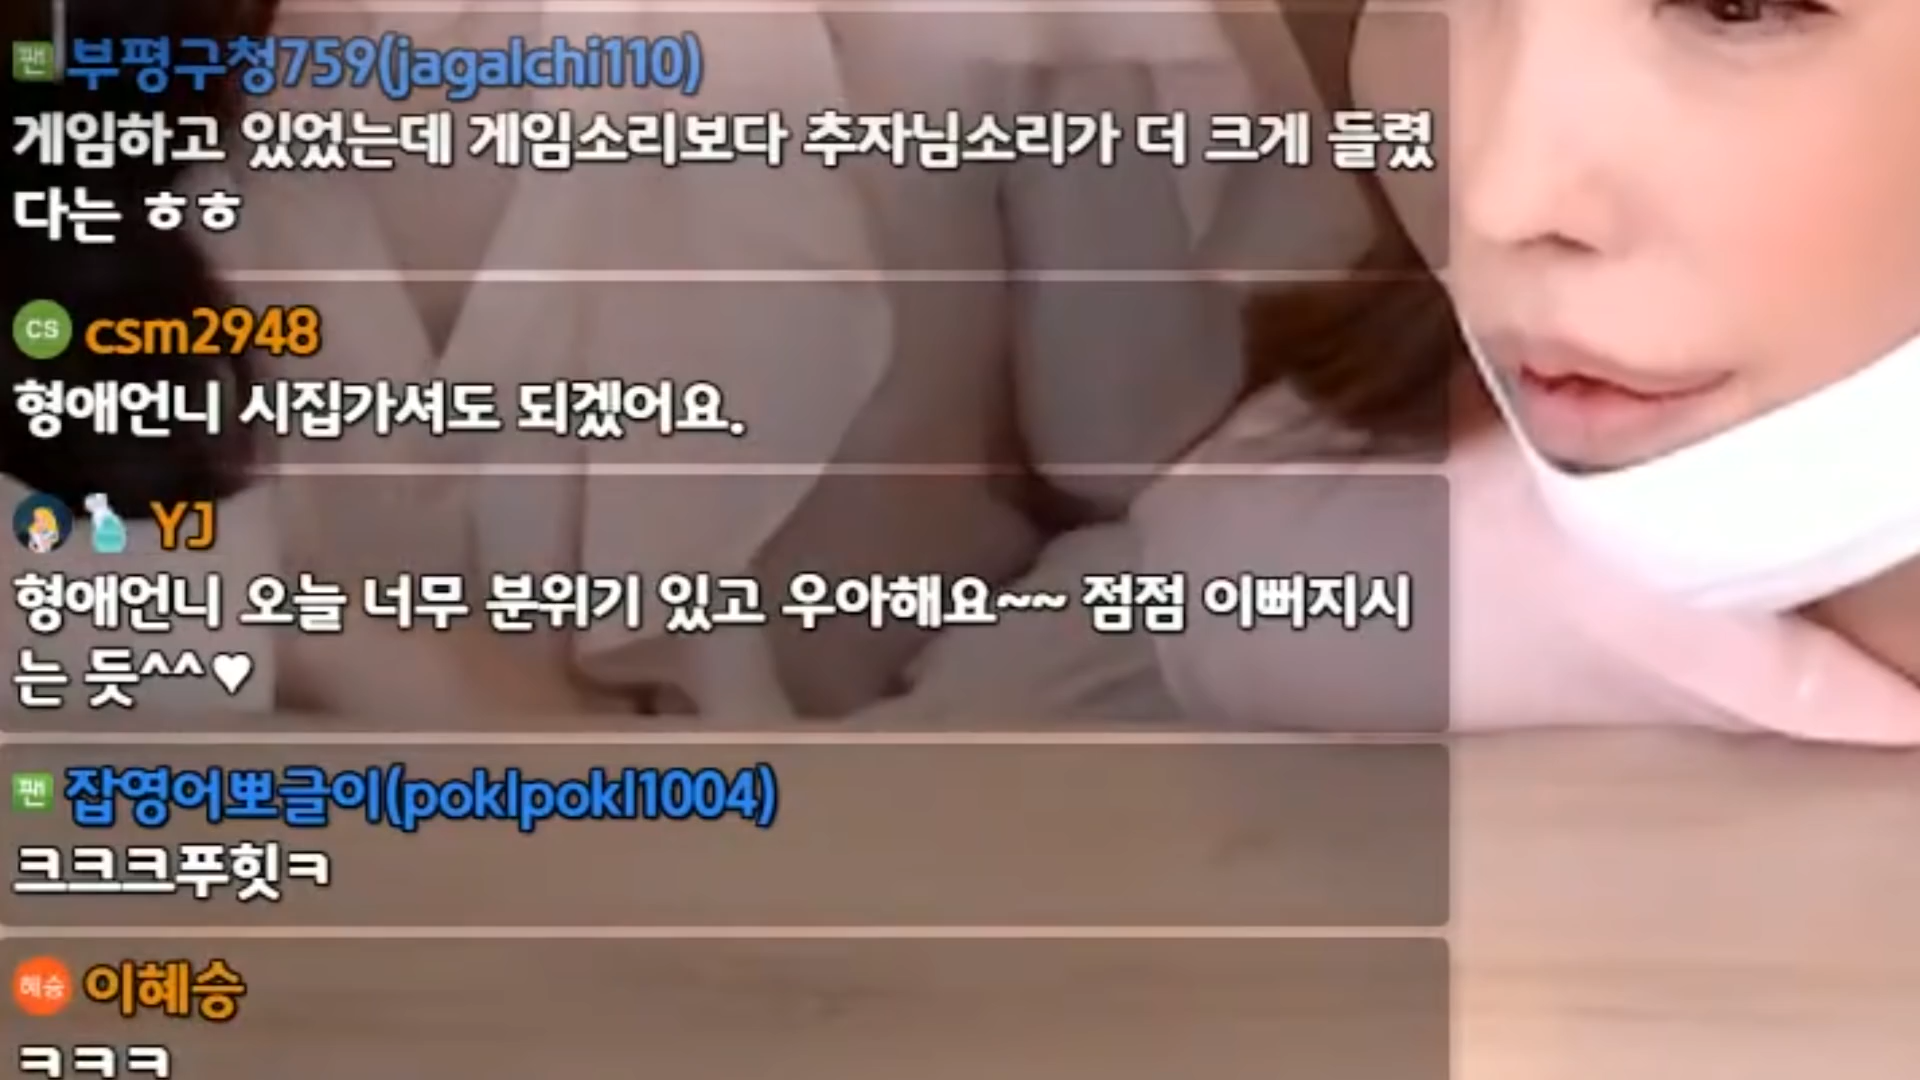 팬 부평구청759(jagalchi110)
게임하고 있었는데 게임소리보다 추자님소리가 더 크게 들렸
다는 ㅎㅎ
CS csm2948
형애언니 시집가셔도 되겠어요.
YJ
형애언니 오늘 너무 분위기 있고 우아해요~~ 점점 이뻐지시
는 듯^^♥
팬 잡영어뽀글이(poklpokl1004)
크크크푸힛ㅋ
혜승 이혜승
ㅋㅋㅋ